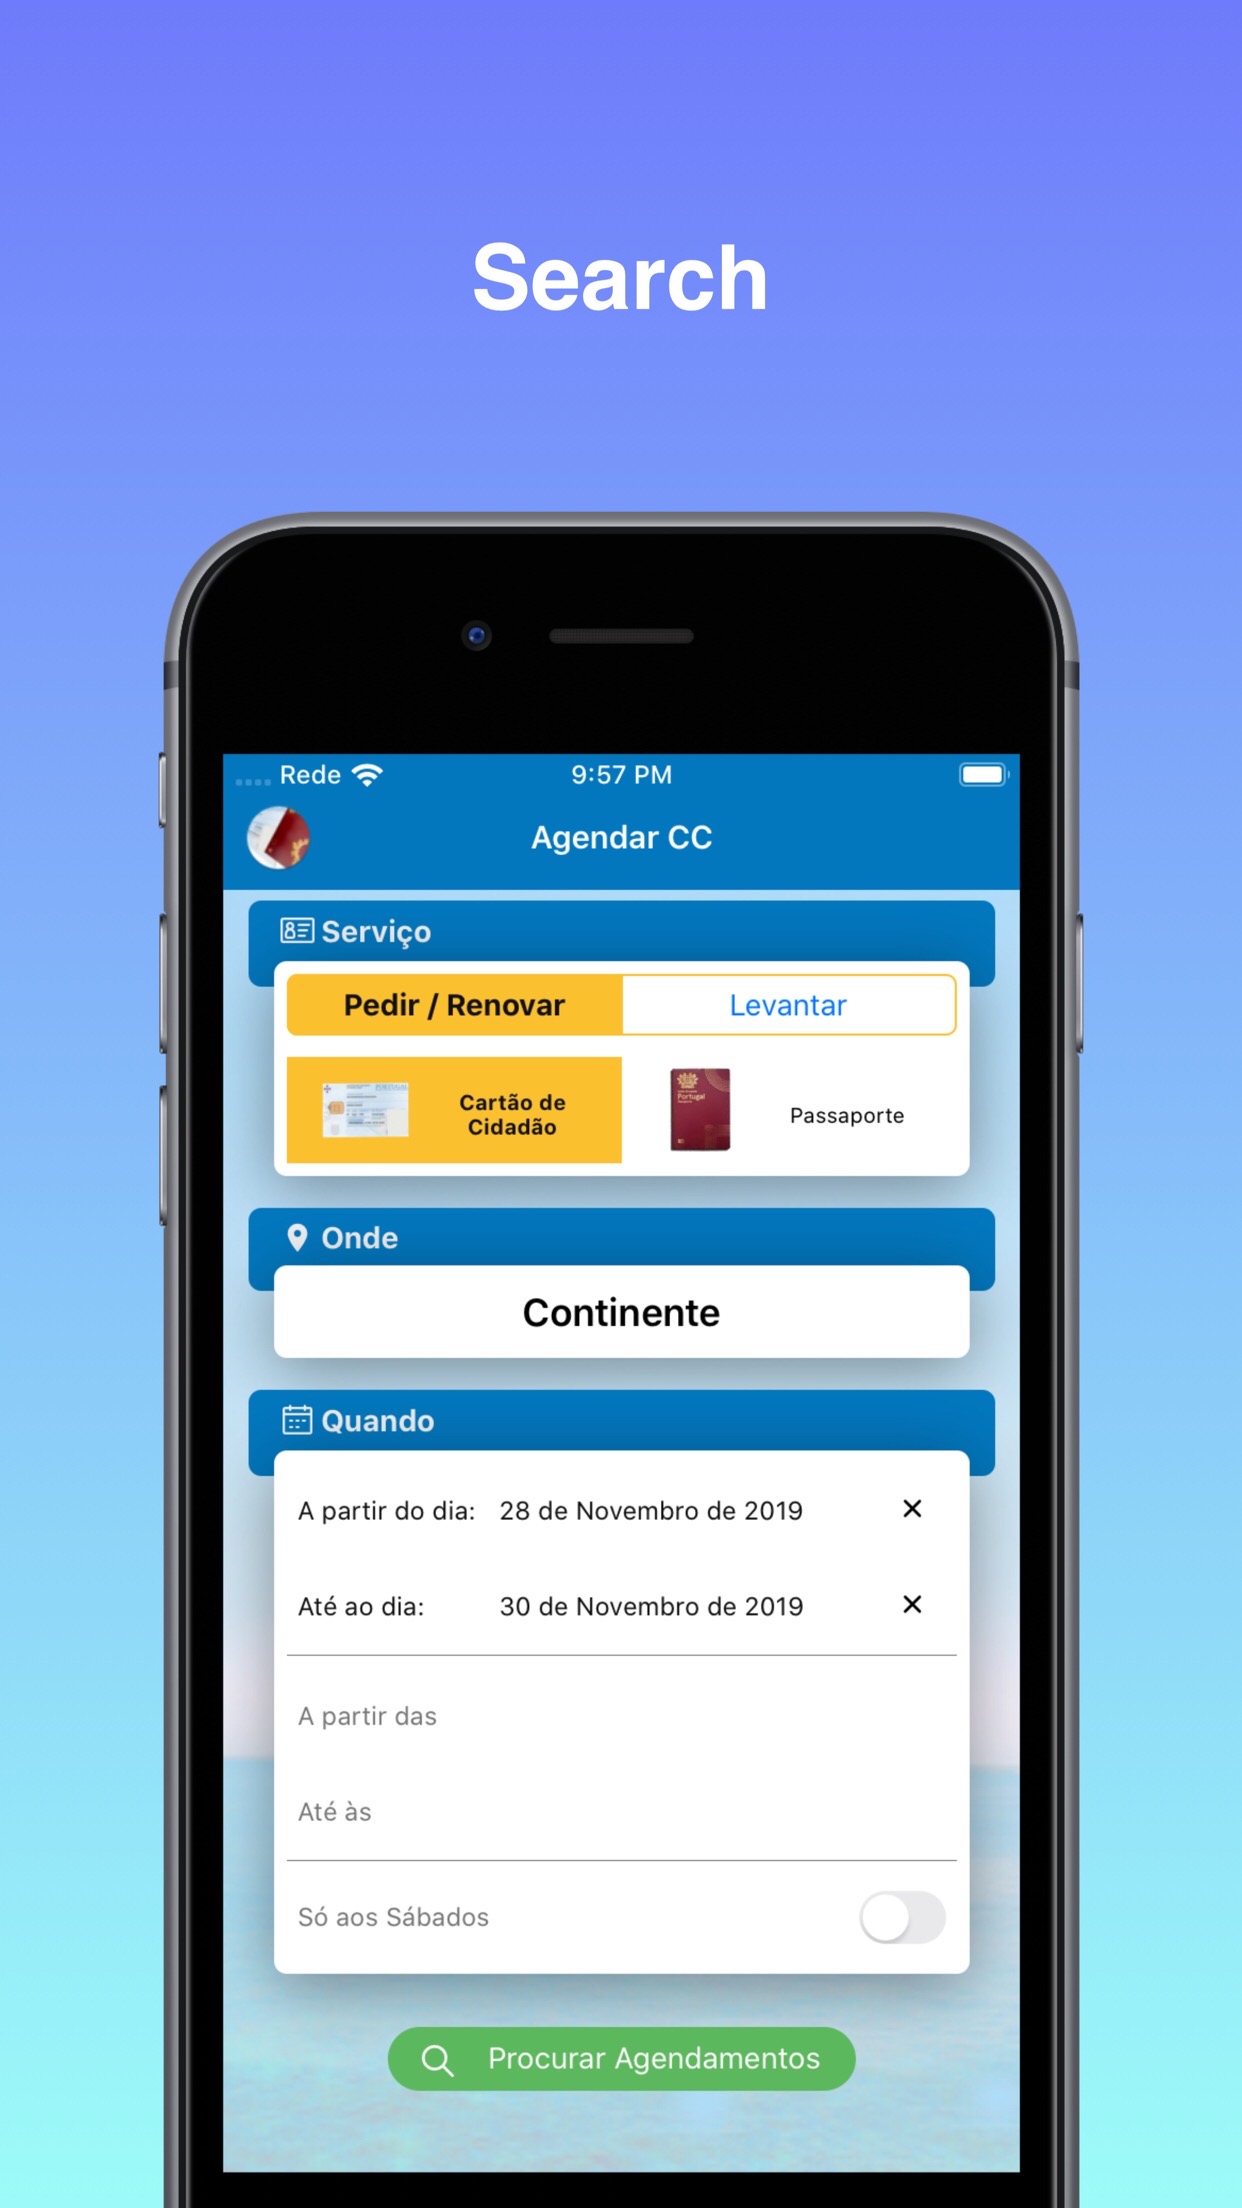 Search
Rede
9:57 PM
Agendar CC
Serviço
Pedir / Renovar
Levantar
Cartão de
Cidadão
Portugal
Passaporte
Onde
Continente
Quando
A partir do dia: 28 de Novembro de 2019
Até ao dia: 30 de Novembro de 2019
A partir das
Até às
Só aos Sábados
Procurar Agendamentos